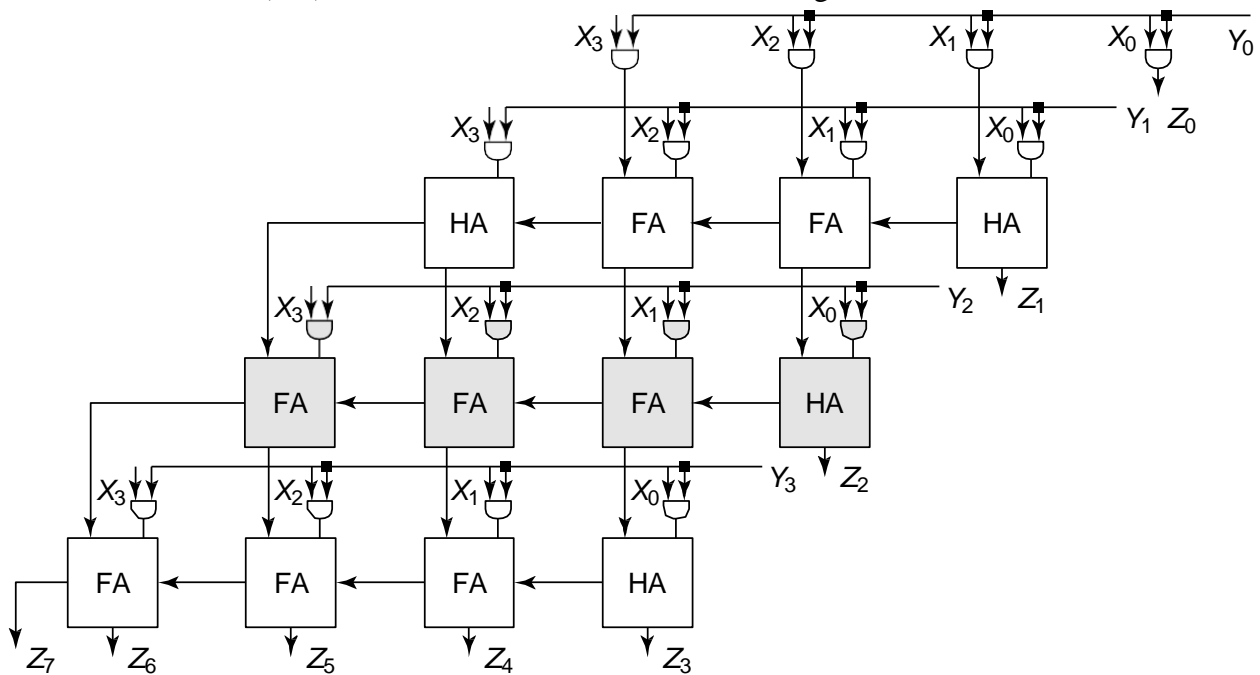 X3 X2 X1 X0 Y0
X3 X2 X1 X0 Y1 Z0
HA FA FA HA
X3 X2 X1 X0 Y2 Z1
FA FA FA HA
X3 X2 X1 X0 Y3 Z2
FA FA FA HA
Z7 Z6 Z5 Z4 Z3